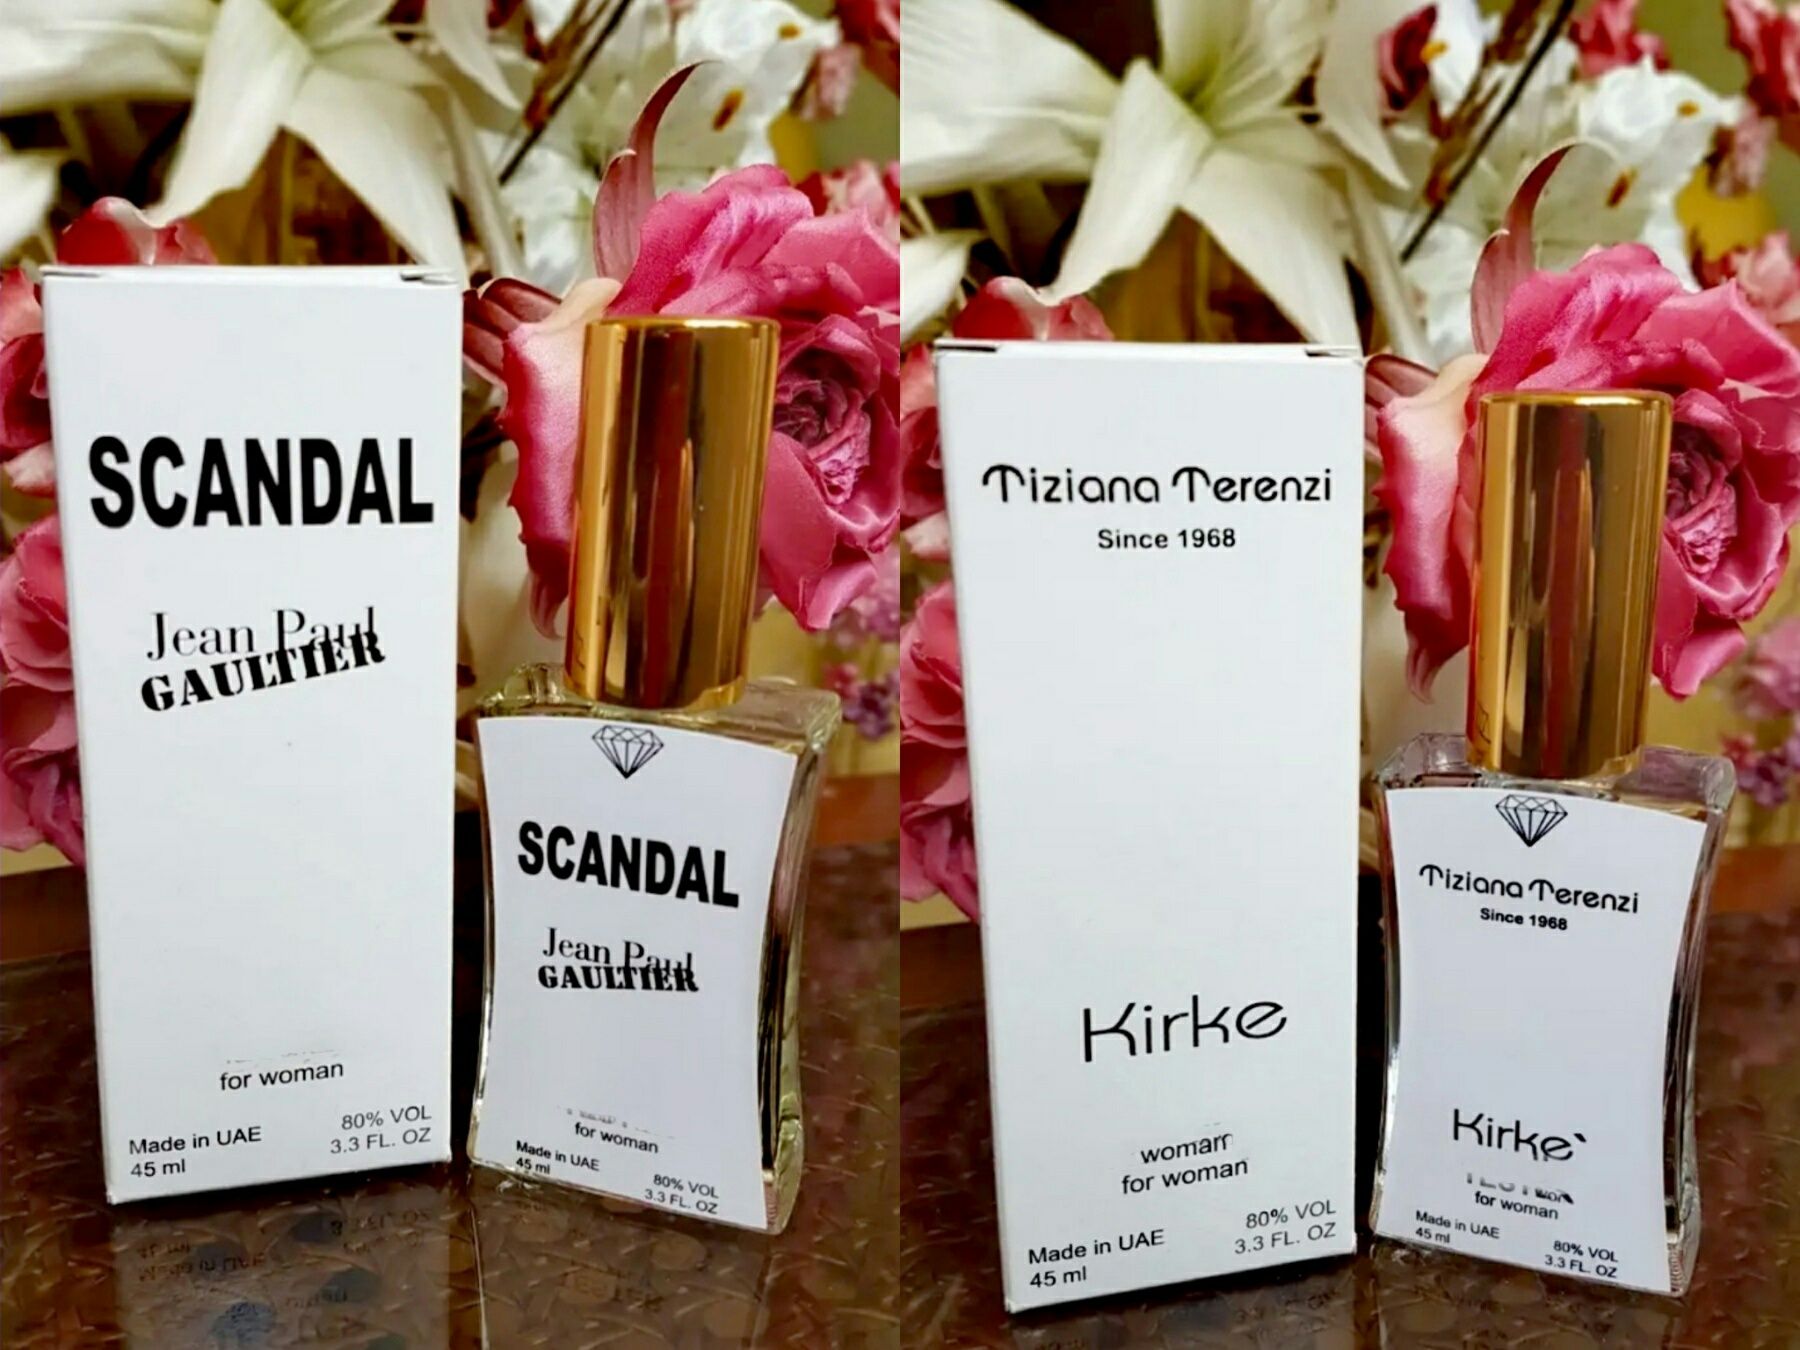 SCANDAL
Jean Paul
GAULTIER
for woman
Made in UAE
45 ml
80% VOL
3.3 FL. OZ
SCANDAL
Jean Paul
GAULTIER
for woman
Made in UAE
45 ml
80% VOL
3.3 FL. OZ
Tiziana Terenzi
Since 1968
Kirke
woman
for woman
Made in UAE
45 ml
80% VOL
3.3 FL. OZ
Tiziana Terenzi
Since 1968
Kirke`
for woman
Made in UAE
45 ml
80% VOL
3.3 FL. OZ